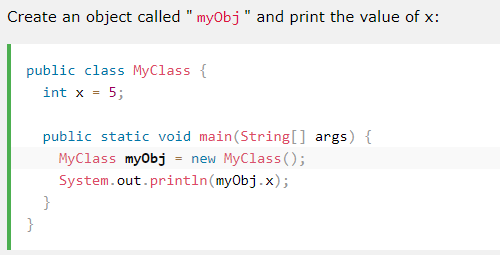 Create an object called " myObj " and print the value of x:
public class MyClass {
  int x = 5;

  public static void main(String[] args) {
    MyClass myObj = new MyClass();
    System.out.println(myObj.x);
  }
}